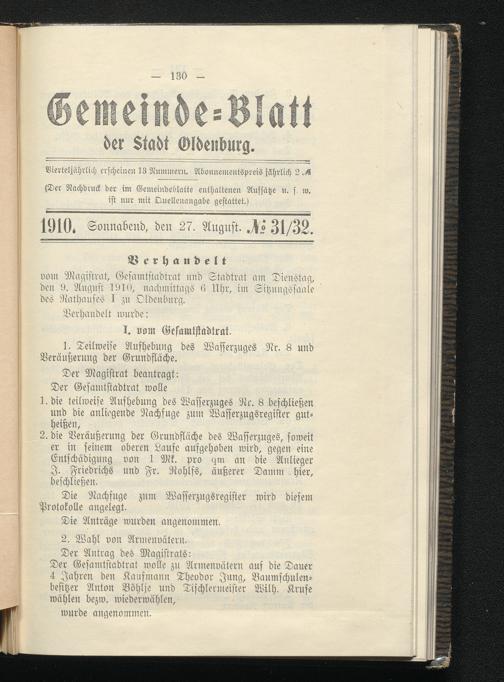 — 130 —
Gemeinde=Blatt
der Stadt Oldenburg.
Vierteljährlich erscheinen 13 Nummern. Abonnementspreis jährlich 2 ℳ
(Der Nachdruck der im Gemeindeblatte enthaltenen Aufsätze u. s. w.
ist nur mit Quellenangabe gestattet.)
1910. Sonnabend, den 27. August. № 31/32.
Verhandelt
vom Magistrat, Gesamtstadtrat und Stadtrat am Dienstag,
den 9. August 1910, nachmittags 6 Uhr, im Sitzungssaale
des Rathauses I zu Oldenburg.
Verhandelt wurde:
I. vom Gesamtstadtrat.
1. Teilweise Aufhebung des Wasserzuges Nr. 8 und
Veräußerung der Grundfläche.
Der Magistrat beantragt:
Der Gesamtstadtrat wolle
1. die teilweise Aufhebung des Wasserzuges Nr. 8 beschließen
und die anliegende Nachfuge zum Wasserzugsregister gut-
heißen,
2. die Veräußerung der Grundfläche des Wasserzuges, soweit
er in seinem oberen Laufe aufgehoben wird, gegen eine
Entschädigung von 1 Mk. pro qm an die Anlieger
J. Friedrichs und Fr. Rohlfs, äußerer Damm hier,
beschließen.
Die Nachfuge zum Wasserzugsregister wird diesem
Protokolle angelegt.
Die Anträge wurden angenommen.
2. Wahl von Armenvätern.
Der Antrag des Magistrats:
Der Gesamtstadtrat wolle zu Armenvätern auf die Dauer
4 Jahren den Kaufmann Theodor Jung, Baumschulen-
besitzer Anton Böhlje und Tischlermeister Wilh. Kruse
wählen bezw. wiederwählen,
wurde angenommen.